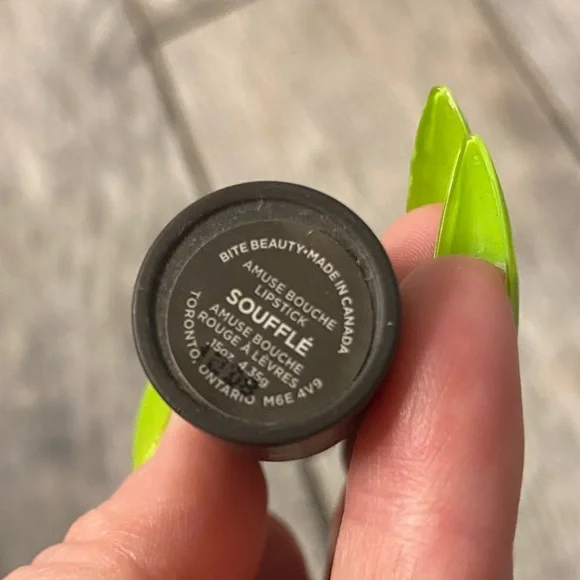 BITE BEAUTY•MADE IN CANADA
AMUSE BOUCHE
LIPSTICK
SOUFFLÉ
AMUSE BOUCHE
ROUGE À LÈVRES
.15oz. 4.35g
TORONTO, ONTARIO M6E 4V9